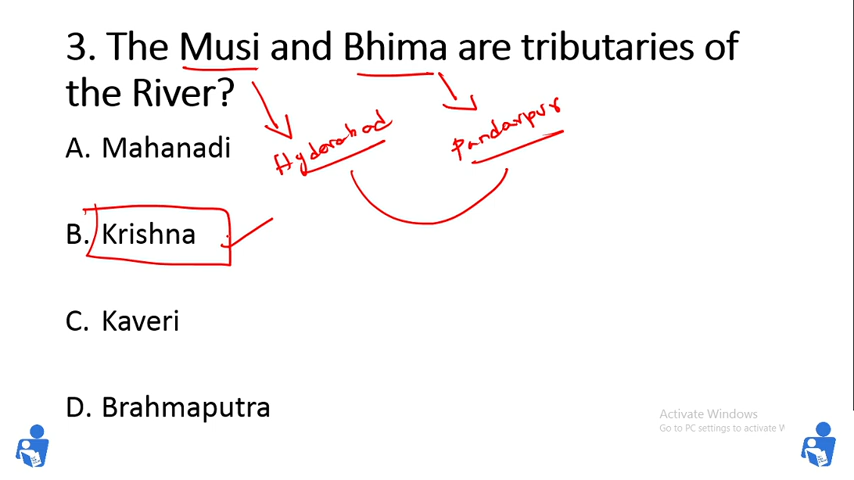 3. The Musi and Bhima are tributaries of
the River?
Hyderabad
Pandarpur
A. Mahanadi
B. Krishna
C. Kaveri
D. Brahmaputra
Activate Windows
Go to PC settings to activate W